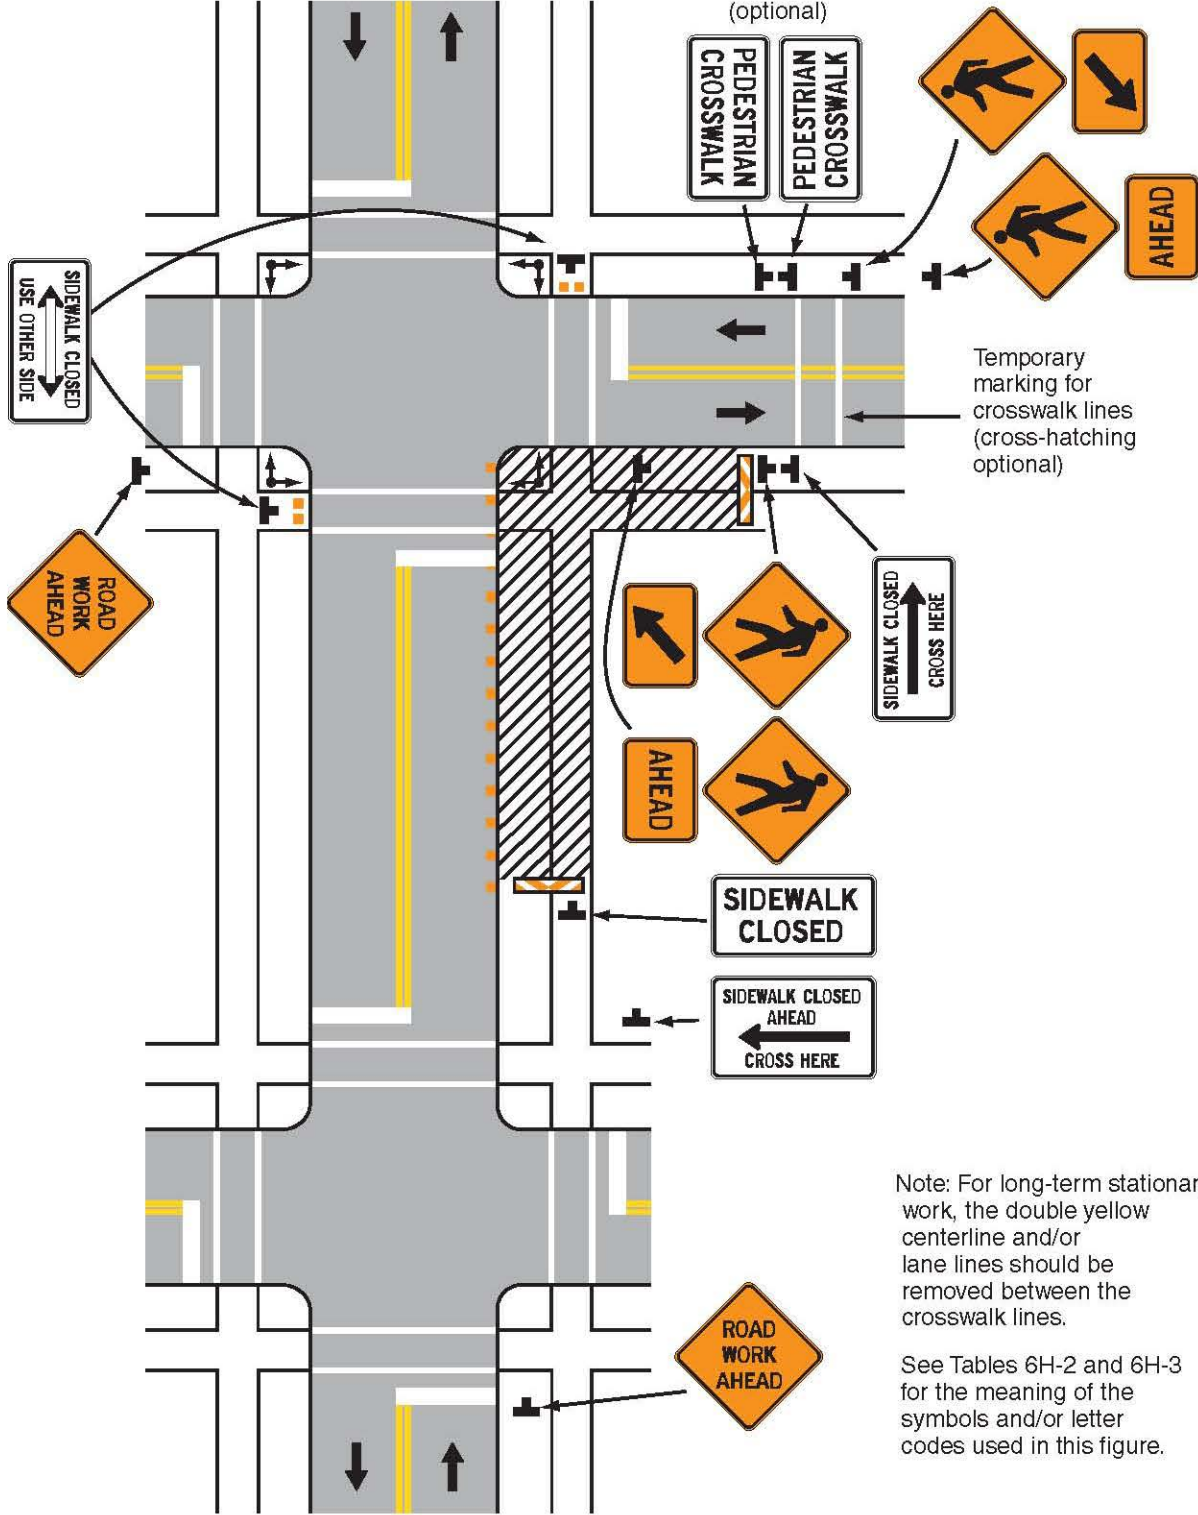 (optional)
PEDESTRIAN
CROSSWALK
PEDESTRIAN
CROSSWALK
AHEAD
SIDEWALK CLOSED
USE OTHER SIDE
Temporary
marking for
crosswalk lines
(cross-hatching
optional)
ROAD
WORK
AHEAD
SIDEWALK CLOSED
CROSS HERE
AHEAD
SIDEWALK
CLOSED
SIDEWALK CLOSED
AHEAD
CROSS HERE
Note: For long-term stationar
work, the double yellow
centerline and/or
lane lines should be
removed between the
crosswalk lines.
ROAD
WORK
AHEAD
See Tables 6H-2 and 6H-3
for the meaning of the
symbols and/or letter
codes used in this figure.